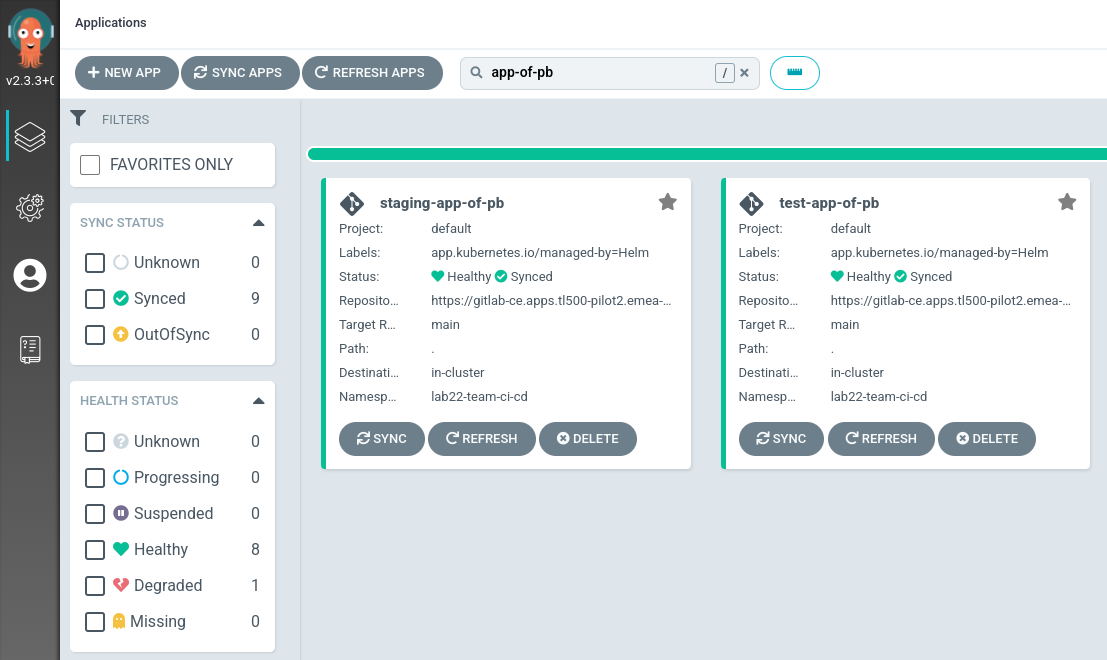 Applications
v2.3.3+
NEW APP
SYNC APPS
REFRESH APPS
app-of-pb
/
FILTERS
FAVORITES ONLY
SYNC STATUS
Unknown 0
Synced 9
OutOfSync 0
HEALTH STATUS
Unknown 0
Progressing 0
Suspended 0
Healthy 8
Degraded 1
Missing 0
staging-app-of-pb
Project: default
Labels: app.kubernetes.io/managed-by=Helm
Status: Healthy Synced
Reposito... https://gitlab-ce.apps.tl500-pilot2.emea-...
Target R... main
Path: .
Destinati... in-cluster
Namesp... lab22-team-ci-cd
SYNC REFRESH DELETE
test-app-of-pb
Project: default
Labels: app.kubernetes.io/managed-by=Helm
Status: Healthy Synced
Reposito... https://gitlab-ce.apps.tl500-pilot2.emea-...
Target R... main
Path: .
Destinati... in-cluster
Namesp... lab22-team-ci-cd
SYNC REFRESH DELETE